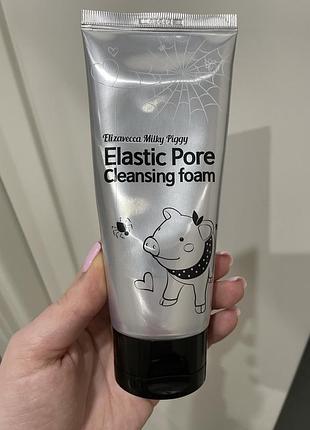 Elizavecca Milky Piggy
Elastic Pore
Cleansing foam